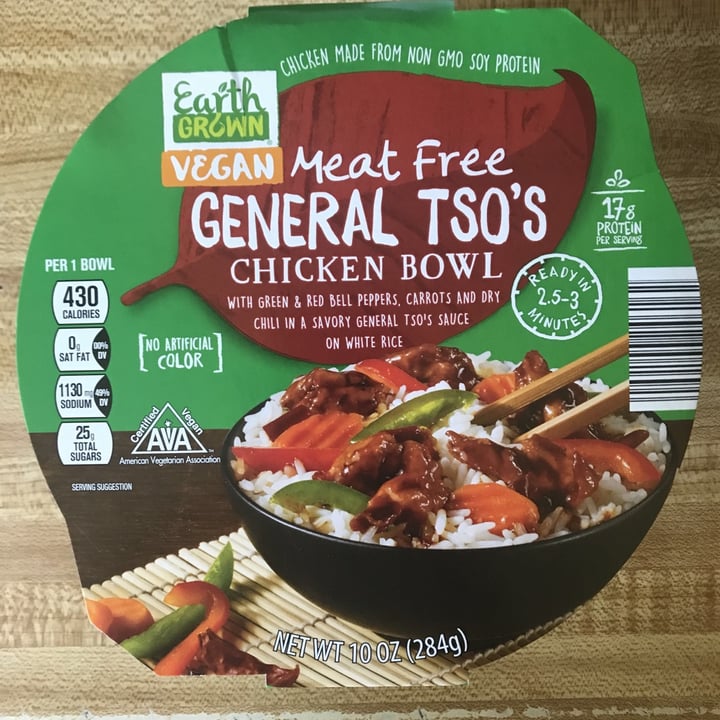 CHICKEN MADE FROM NON GMO SOY PROTEIN
Earth
GROWN
VEGAN Meat Free
GENERAL TSO'S
CHICKEN BOWL
WITH GREEN & RED BELL PEPPERS, CARROTS AND DRY
CHILI IN A SAVORY GENERAL TSO'S SAUCE
ON WHITE RICE
17g
PROTEIN
PER SERVING
READY IN
2.5-3
MINUTES
PER 1 BOWL
430
CALORIES
0g
SAT FAT
00%
DV
1130mg
SODIUM
49%
DV
25g
TOTAL
SUGARS
[NO ARTIFICIAL
COLOR]
Certified Vegan
AVA
American Vegetarian Association
SERVING SUGGESTION
NET WT 10 OZ (284g)